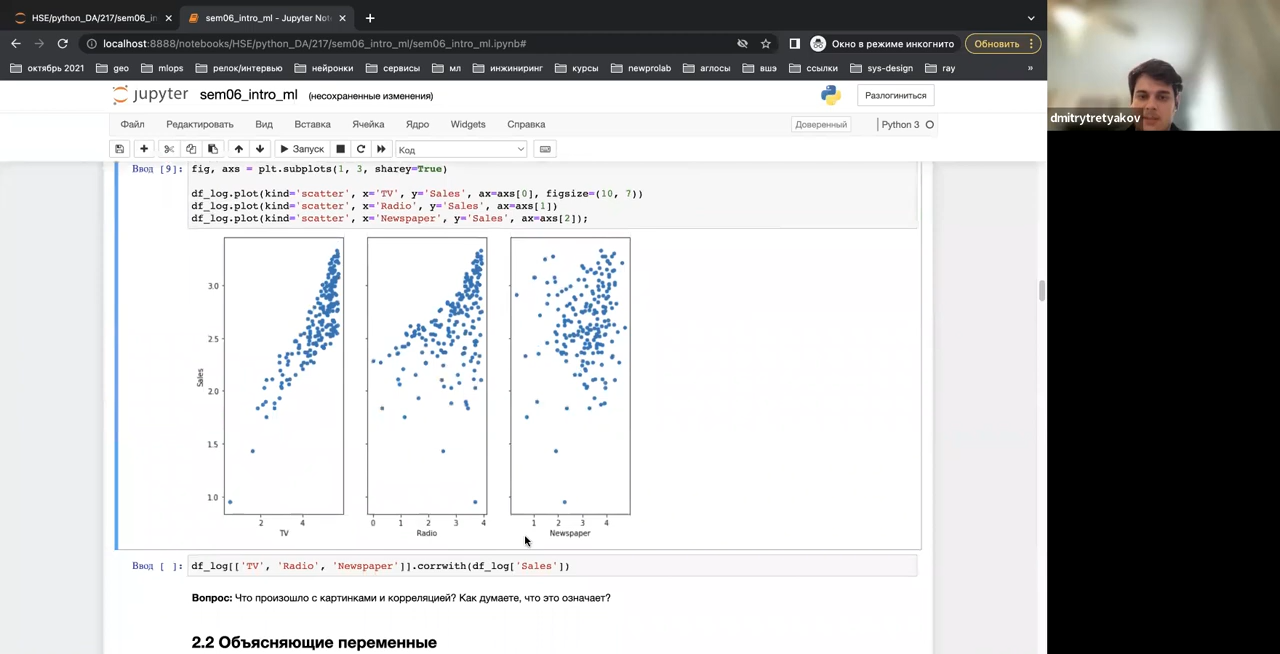 HSE/python_DA/217/sem06_in
sem06_intro_ml - Jupyter Not
localhost:8888/notebooks/HSE/python_DA/217/sem06_intro_ml/sem06_intro_ml.ipynb#
Окно в режиме инкогнито
Обновить
октябрь 2021
geo
mlops
релок/интервью
нейронки
сервисы
мл
инжиниринг
курсы
newprolab
аглосы
вшэ
ссылки
sys-design
ray
»
dmitrytretyakov
jupyter
sem06_intro_ml
(несохраненные изменения)
Разлогиниться
Файл
Редактировать
Вид
Вставка
Ячейка
Ядро
Widgets
Справка
Доверенный
Python 3
Запуск
Код
Ввод [9]:
fig, axs = plt.subplots(1, 3, sharey=True)
df_log.plot(kind='scatter', x='TV', y='Sales', ax=axs[0], figsize=(10, 7))
df_log.plot(kind='scatter', x='Radio', y='Sales', ax=axs[1])
df_log.plot(kind='scatter', x='Newspaper', y='Sales', ax=axs[2]);
3.0
2.5
2.0
1.5
1.0
Sales
2 4
TV
0 1 2 3 4
Radio
1 2 3 4
Newspaper
Ввод [ ]:
df_log[['TV', 'Radio', 'Newspaper']].corrwith(df_log['Sales'])
Вопрос: Что произошло с картинками и корреляцией? Как думаете, что это означает?
2.2 Объясняющие переменные